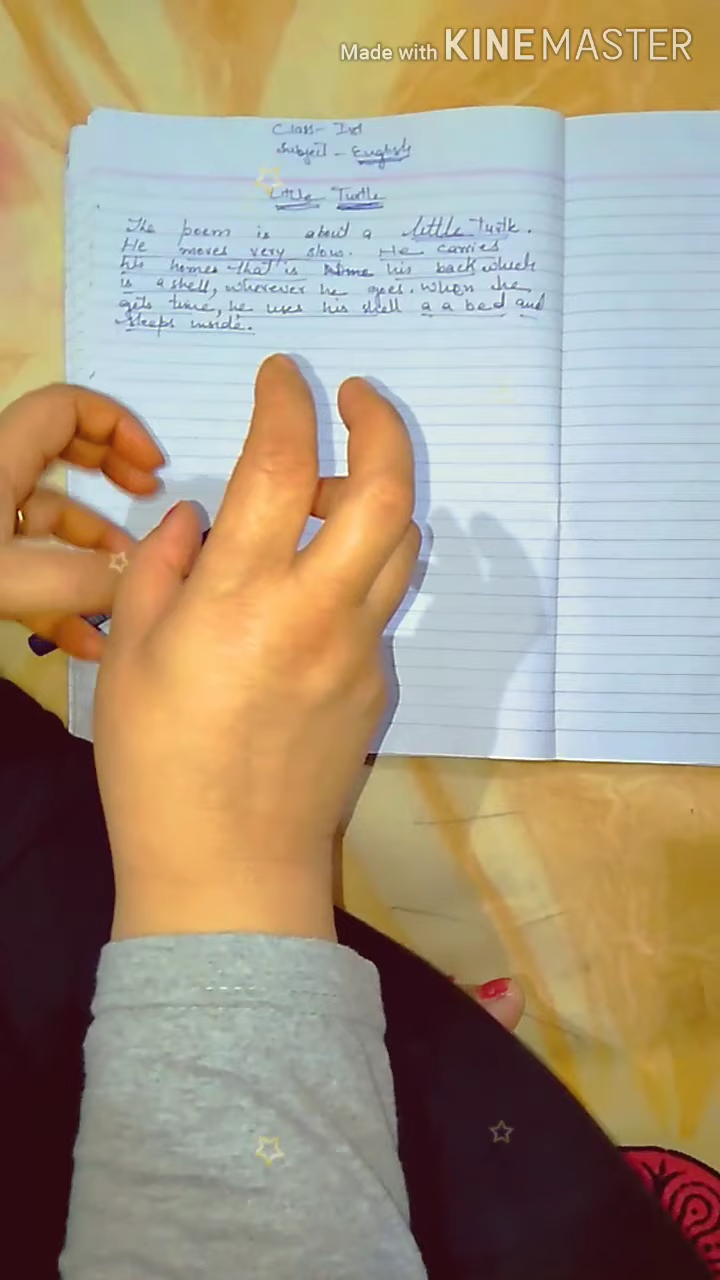 Made with KINEMASTER
Class- Ist
Subject - English
Little Turtle
The poem is about a little Turtle.
He moves very slow. He carries
his homes that is his back which
is a shell, wherever he goes. When he
gets time, he uses his shell a a bed and
sleeps inside.